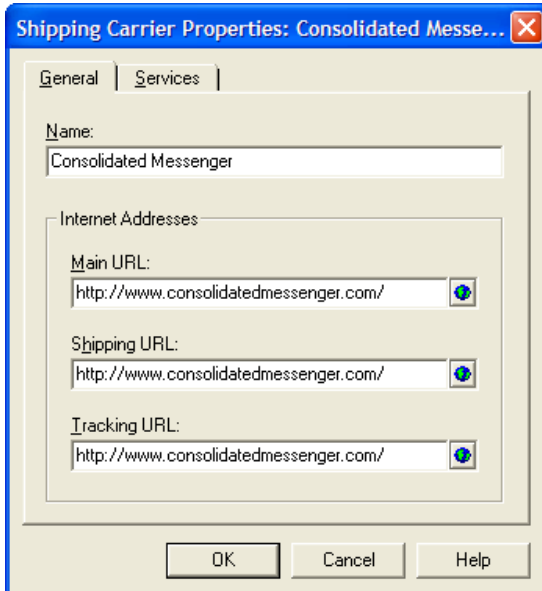 Shipping Carrier Properties: Consolidated Messe...
General
Services
Name:
Consolidated Messenger
Internet Addresses
Main URL:
http://www.consolidatedmessenger.com/
Shipping URL:
http://www.consolidatedmessenger.com/
Tracking URL:
http://www.consolidatedmessenger.com/
OK
Cancel
Help